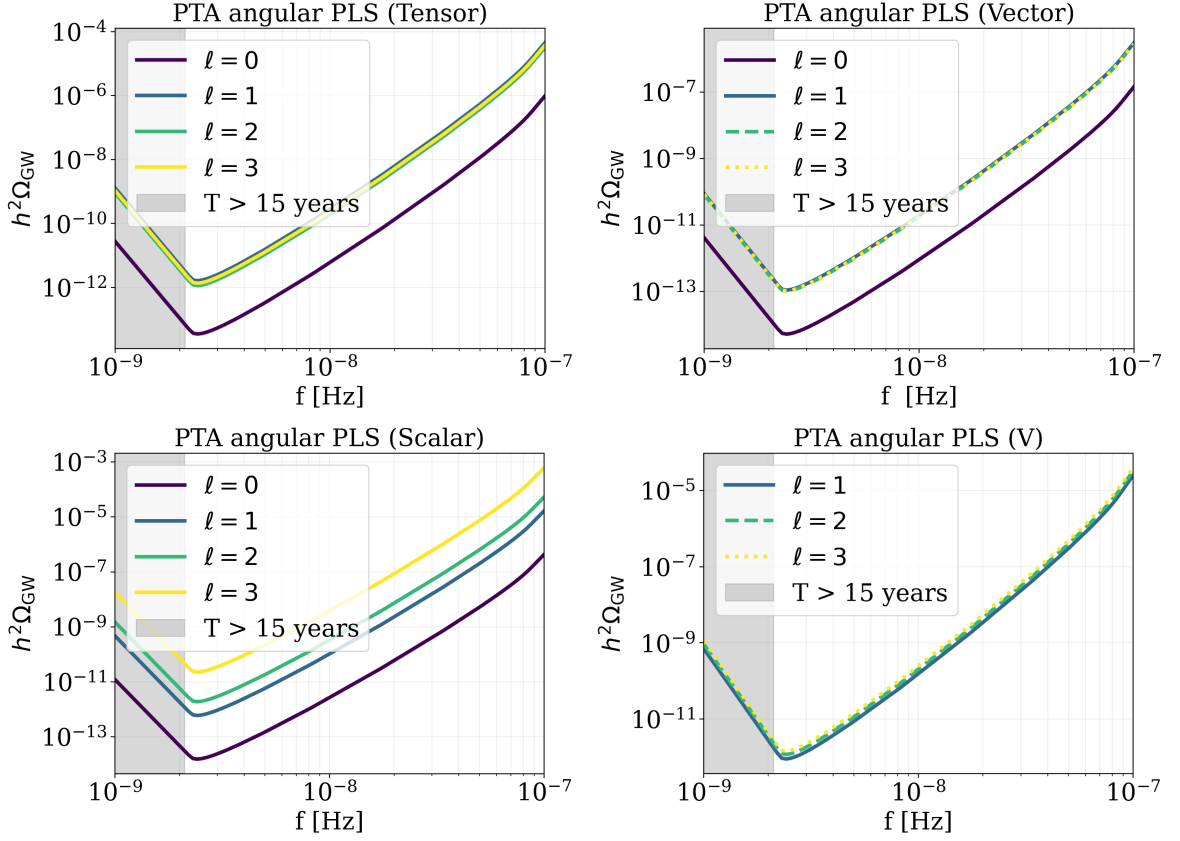 PTA angular PLS (Tensor)
10⁻⁴
10⁻⁶
10⁻⁸
10⁻¹⁰
10⁻¹²
h²Ω_GW
ℓ = 0
ℓ = 1
ℓ = 2
ℓ = 3
T > 15 years
10⁻⁹
10⁻⁸
10⁻⁷
f [Hz]
PTA angular PLS (Vector)
10⁻⁷
10⁻⁹
10⁻¹¹
10⁻¹³
h²Ω_GW
ℓ = 0
ℓ = 1
ℓ = 2
ℓ = 3
T > 15 years
10⁻⁹
10⁻⁸
10⁻⁷
f [Hz]
PTA angular PLS (Scalar)
10⁻³
10⁻⁵
10⁻⁷
10⁻⁹
10⁻¹¹
10⁻¹³
h²Ω_GW
ℓ = 0
ℓ = 1
ℓ = 2
ℓ = 3
T > 15 years
10⁻⁹
10⁻⁸
10⁻⁷
f [Hz]
PTA angular PLS (V)
10⁻⁵
10⁻⁷
10⁻⁹
10⁻¹¹
h²Ω_GW
ℓ = 1
ℓ = 2
ℓ = 3
T > 15 years
10⁻⁹
10⁻⁸
10⁻⁷
f [Hz]